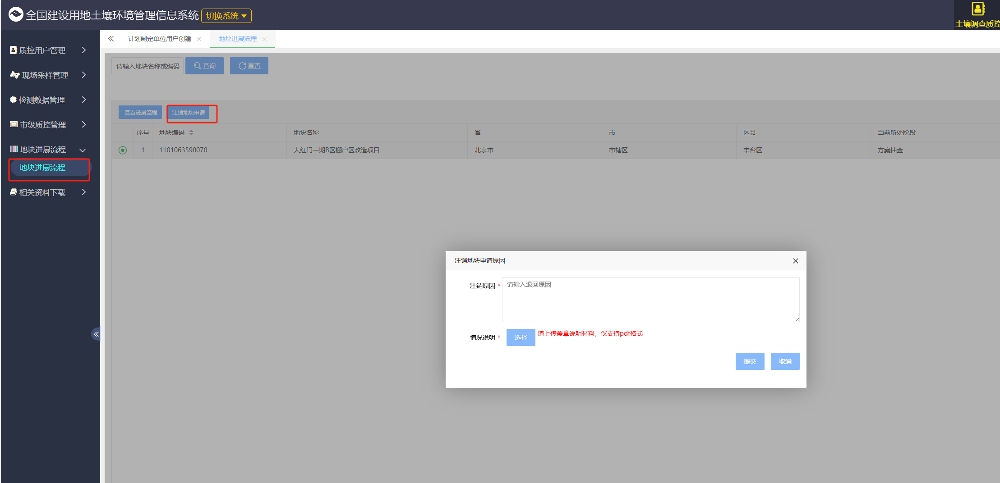 全国建设用地土壤环境管理信息系统
切换系统
土壤调查质控
质控用户管理
现场采样管理
检测数据管理
市级质控管理
地块进展流程
地块进展流程
相关资料下载
计划制定单位用户创建
地块进展流程
请输入地块名称或编码
查询
重置
查看进展流程
注销地块申请
序号 地块编码 地块名称 省 市 区县 当前所处阶段
1 1101063590070 大红门一期B区棚户区改造项目 北京市 市辖区 丰台区 方案抽查
注销地块申请原因
注销原因 * 请输入退回原因
情况说明 * 选择 请上传盖章说明材料，仅支持pdf格式
提交 取消